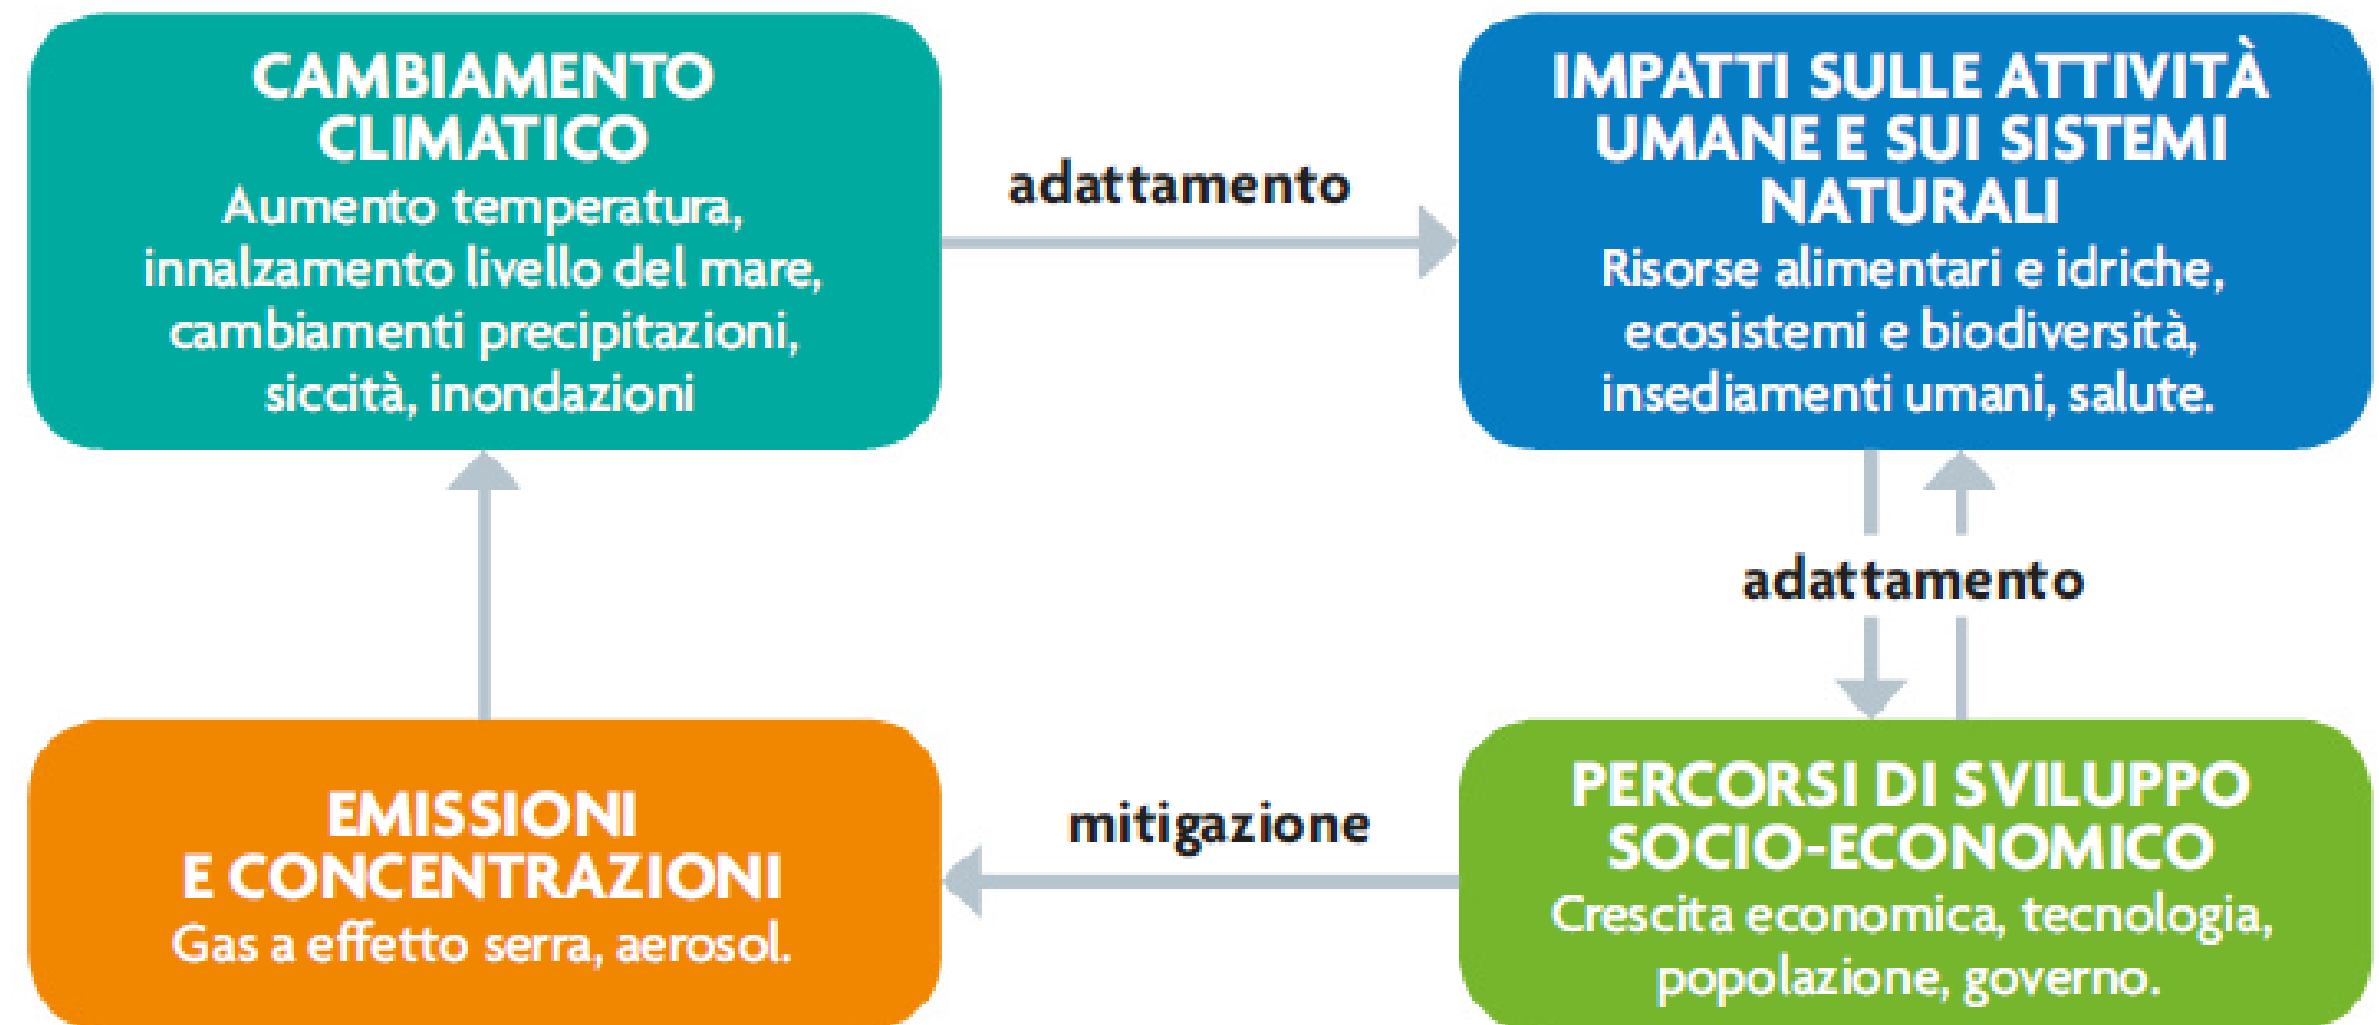 CAMBIAMENTO
CLIMATICO
Aumento temperatura,
innalzamento livello del mare,
cambiamenti precipitazioni,
siccità, inondazioni
adattamento
IMPATTI SULLE ATTIVITÀ
UMANE E SUI SISTEMI
NATURALI
Risorse alimentari e idriche,
ecosistemi e biodiversità,
insediamenti umani, salute.
adattamento
EMISSIONI
E CONCENTRAZIONI
Gas a effetto serra, aerosol.
mitigazione
PERCORSI DI SVILUPPO
SOCIO-ECONOMICO
Crescita economica, tecnologia,
popolazione, governo.